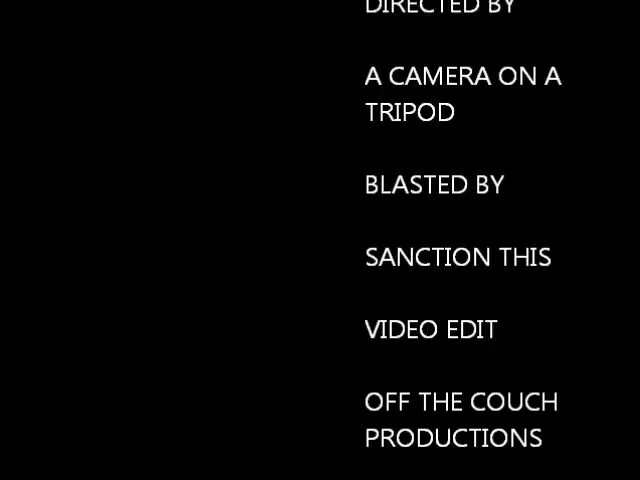 DIRECTED BY
A CAMERA ON A
TRIPOD
BLASTED BY
SANCTION THIS
VIDEO EDIT
OFF THE COUCH
PRODUCTIONS